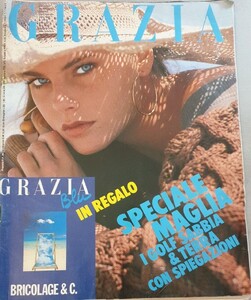 GRAZIA
GRAZIA
Blu
IN REGALO
BRICOLAGE & C.
SPECIALE
MAGLIA
I GOLF SABBIA
& TERRA
CON SPIEGAZIONI